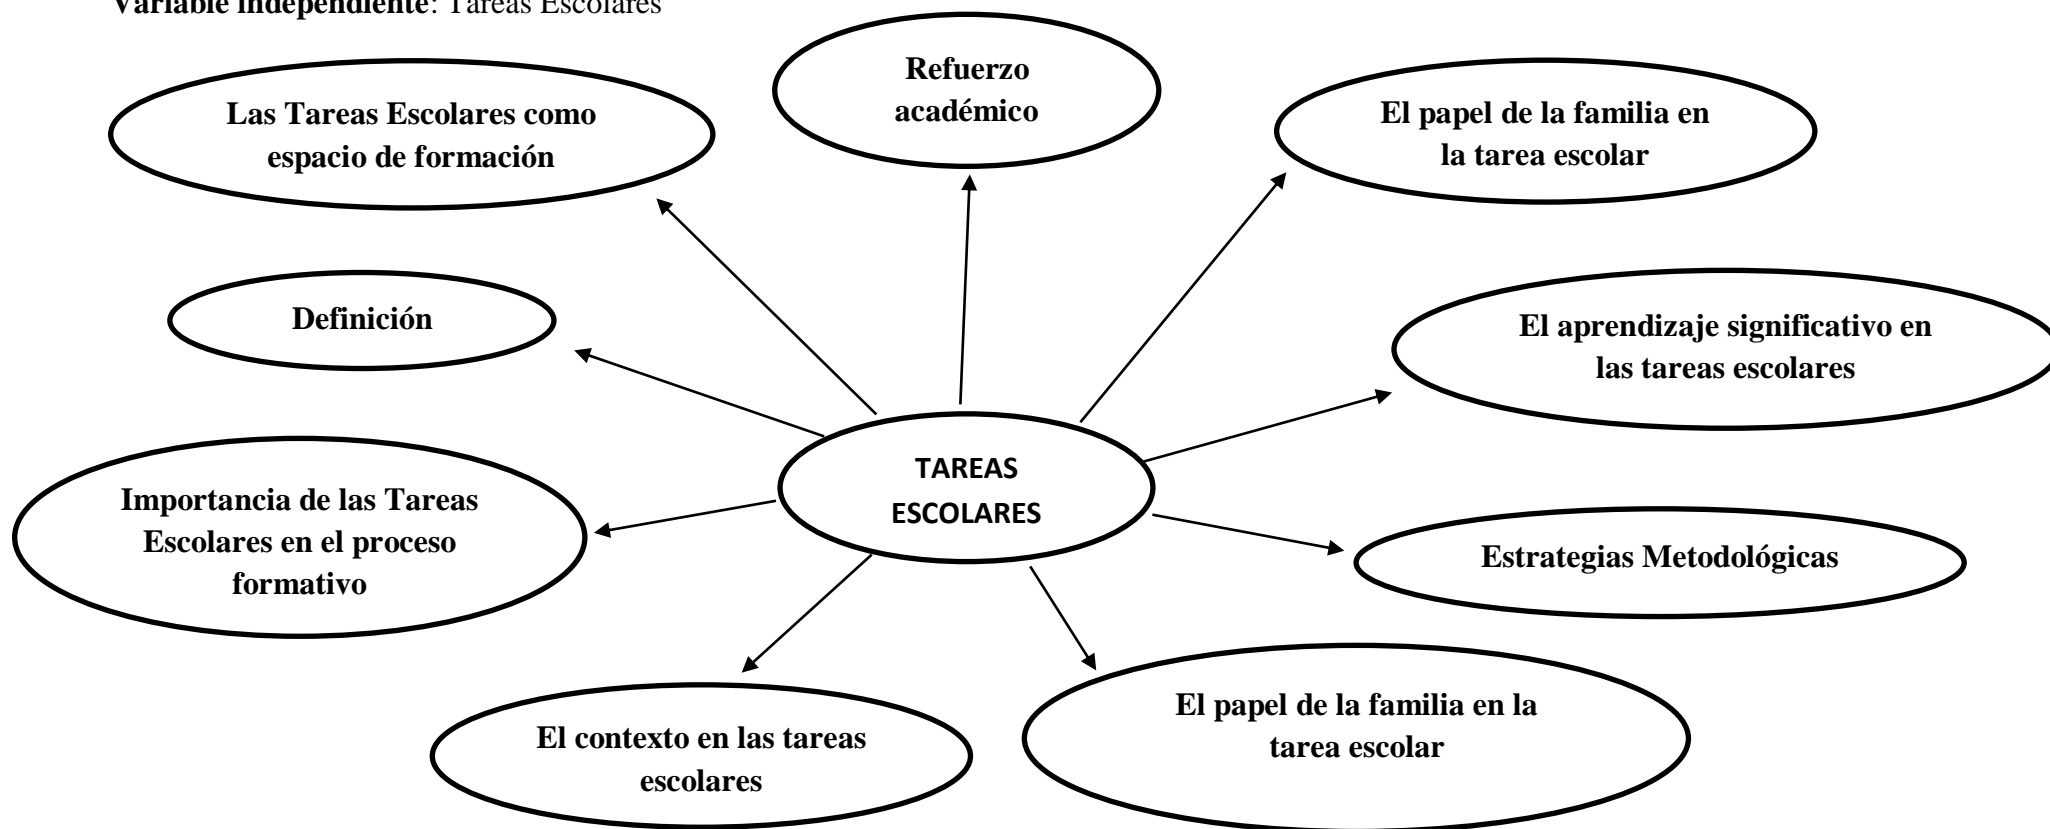 Variable independiente: Tareas Escolares
Refuerzo
académico
Las Tareas Escolares como
espacio de formación
El papel de la familia en
la tarea escolar
Definición
El aprendizaje significativo en
las tareas escolares
TAREAS
ESCOLARES
Importancia de las Tareas
Escolares en el proceso
formativo
Estrategias Metodológicas
El contexto en las tareas
escolares
El papel de la familia en la
tarea escolar